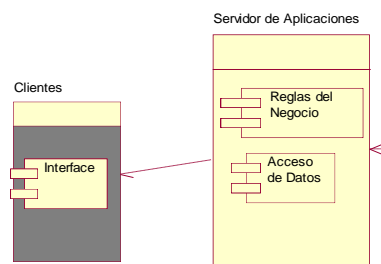 Servidor de Aplicaciones
Reglas del
Negocio
Clientes
Interface
Acceso
de Datos